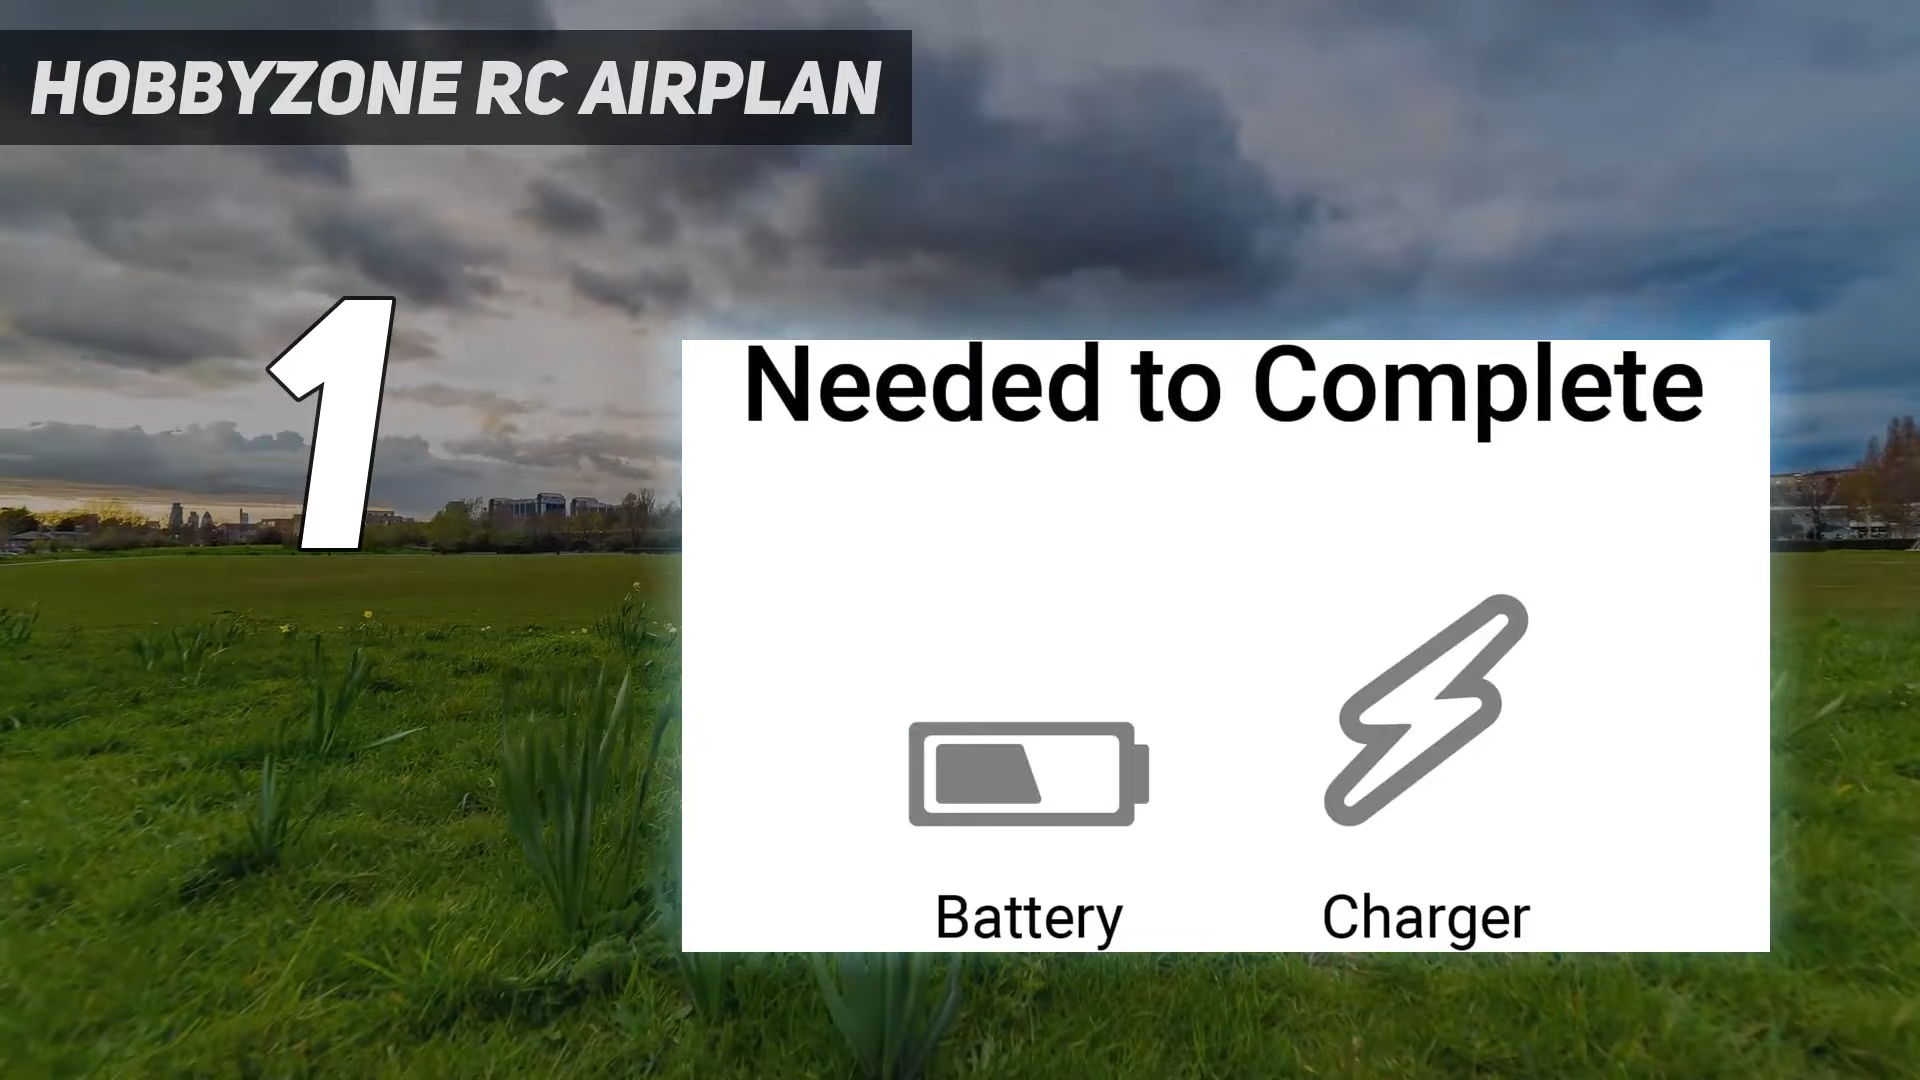 HOBBYZONE RC AIRPLAN
1
Needed to Complete
Battery
Charger